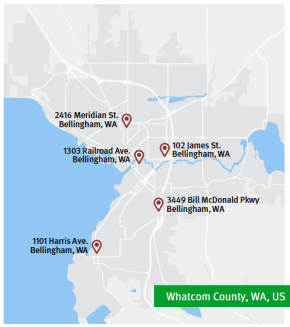 2416 Meridian St.
Bellingham, WA
1303 Railroad Ave.
Bellingham, WA
102 James St.
Bellingham, WA
3449 Bill McDonald Pkwy
Bellingham, WA
1101 Harris Ave.
Bellingham, WA
Whatcom County, WA, US